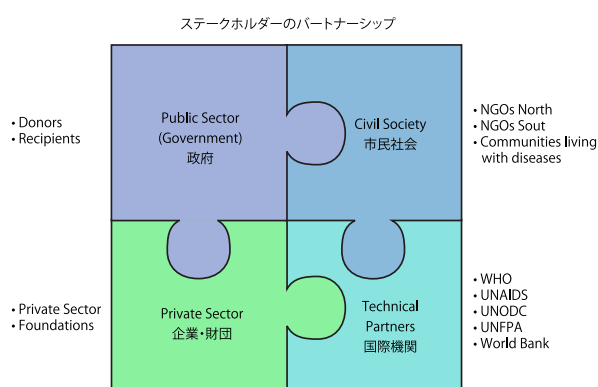 ステークホルダーのバートナーシップ
• Donors
• Recipients
Public Sector
(Government)
政府
Civil Society
市民社会
• NGOs North
• NGOs Sout
• Communities living
with diseases
• Private Sector
• Foundations
Private Sector
企業・財団
Technical
Partners
国際機関
• WHO
• UNAIDS
• UNODC
• UNFPA
• World Bank